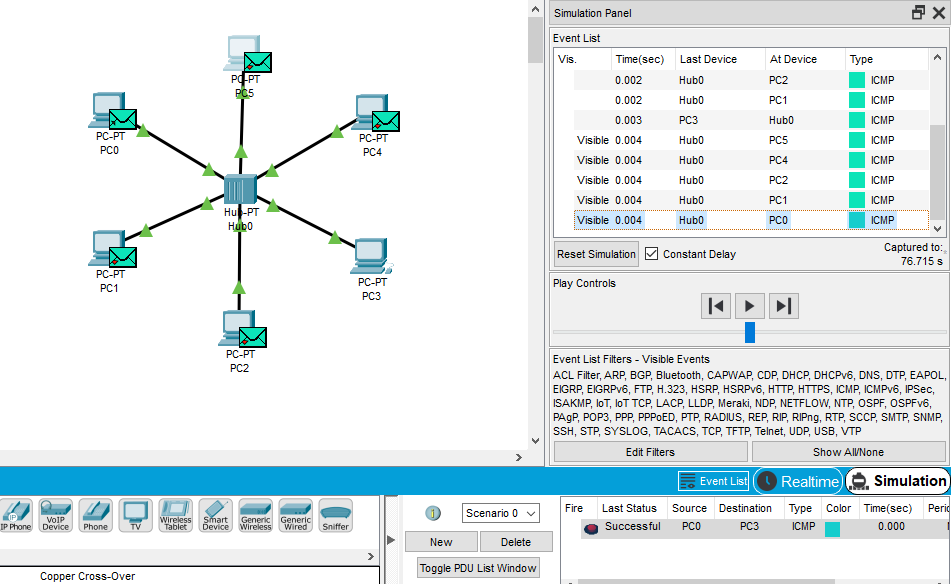 PC-PT
PC5
PC-PT
PC0
PC-PT
PC4
Hub-PT
Hub0
PC-PT
PC1
PC-PT
PC3
PC-PT
PC2
Simulation Panel
Event List
Vis. Time(sec) Last Device At Device Type
0.002 Hub0 PC2 ICMP
0.002 Hub0 PC1 ICMP
0.003 PC3 Hub0 ICMP
Visible 0.004 Hub0 PC5 ICMP
Visible 0.004 Hub0 PC4 ICMP
Visible 0.004 Hub0 PC2 ICMP
Visible 0.004 Hub0 PC1 ICMP
Visible 0.004 Hub0 PC0 ICMP
Reset Simulation Constant Delay Captured to:
76.715 s
Play Controls
Event List Filters - Visible Events
ACL Filter, ARP, BGP, Bluetooth, CAPWAP, CDP, DHCP, DHCPv6, DNS, DTP, EAPOL,
EIGRP, EIGRPv6, FTP, H.323, HSRP, HSRPv6, HTTP, HTTPS, ICMP, ICMPv6, IPSec,
ISAKMP, IoT, IoT TCP, LACP, LLDP, Meraki, NDP, NETFLOW, NTP, OSPF, OSPFv6,
PAgP, POP3, PPP, PPPoED, PTP, RADIUS, REP, RIP, RIPng, RTP, SCCP, SMTP, SNMP,
SSH, STP, SYSLOG, TACACS, TCP, TFTP, Telnet, UDP, USB, VTP
Edit Filters Show All/None
Event List Realtime Simulation
IP Phone VoIP Device Phone TV Wireless Tablet Smart Device Generic Wireless Generic Wired Sniffer
Copper Cross-Over
Scenario 0
New Delete
Toggle PDU List Window
Fire Last Status Source Destination Type Color Time(sec) Perio
Successful PC0 PC3 ICMP 0.000